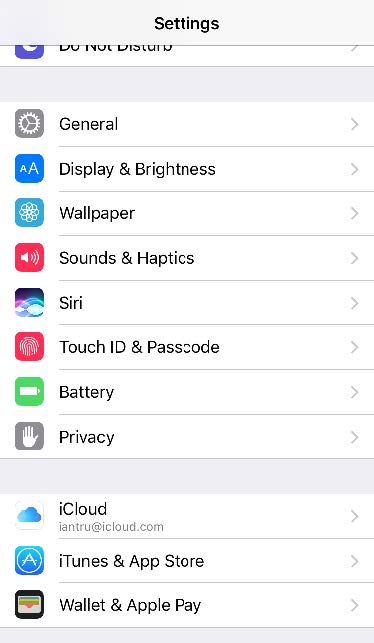 Settings
Do Not Disturb
General
AA Display & Brightness
Wallpaper
Sounds & Haptics
Siri
Touch ID & Passcode
Battery
Privacy
iCloud
iantru@icloud.com
iTunes & App Store
Wallet & Apple Pay